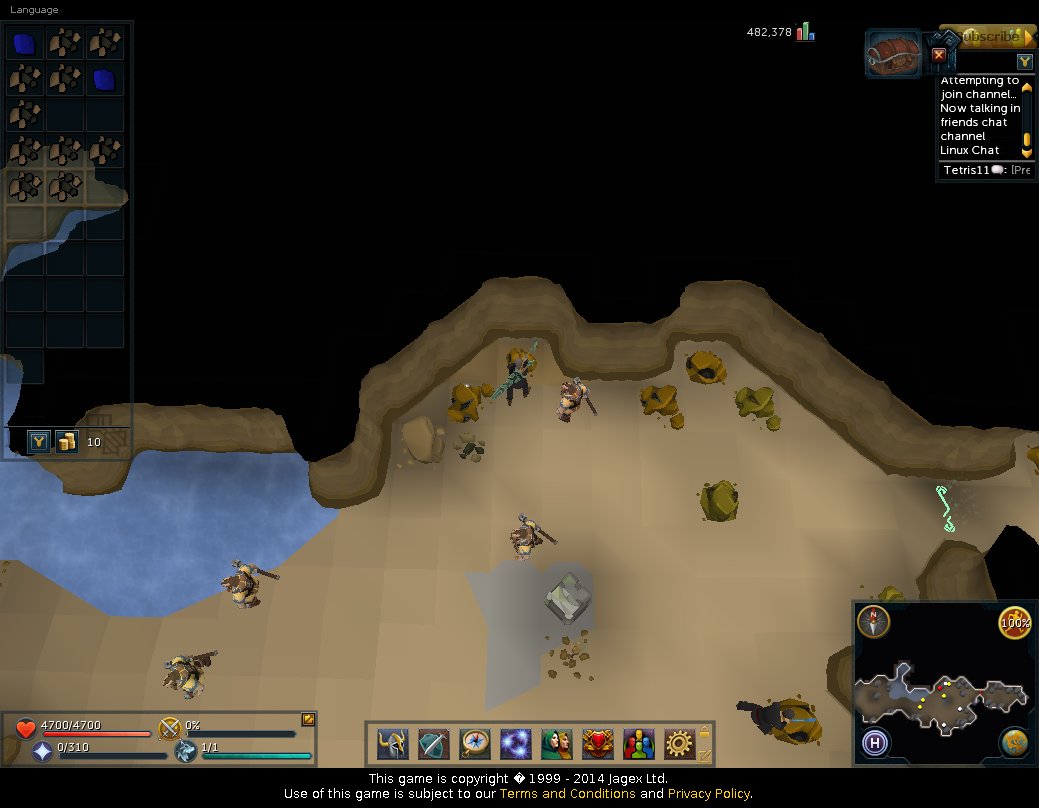 Language
482,378
ubscribe
Attempting to
join channel...
Now talking in
friends chat
channel
Linux Chat
Tetris11: [Pre
10
N
100%
H
4700/4700
0%
0/310
1/1
This game is copyright � 1999 - 2014 Jagex Ltd.
Use of this game is subject to our Terms and Conditions and Privacy Policy.